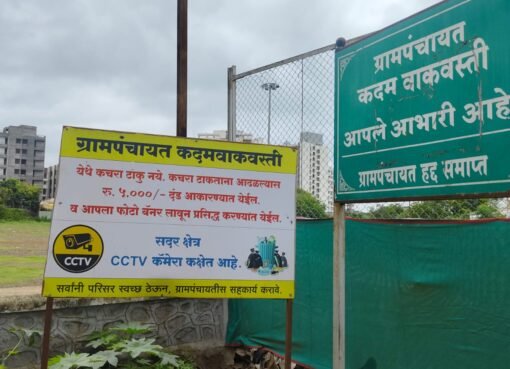 ग्रामपंचायत कदमवाकवस्ती
येथे कचरा टाकू नये. कचरा टाकताना आढळल्यास
रु. ५,०००/- दंड आकारण्यात येईल.
व आपला फोटो बॅनर लावून प्रसिद्ध करण्यात येईल.
सदर क्षेत्र
CCTV कॅमेरा कक्षेत आहे.
CCTV
सर्वांनी परिसर स्वच्छ ठेऊन, ग्रामपंचायतीस सहकार्य करावे.
ग्रामपंचायत
कदम वाकवस्ती
आपले आभारी आहे
ग्रामपंचायत हद्द समाप्त